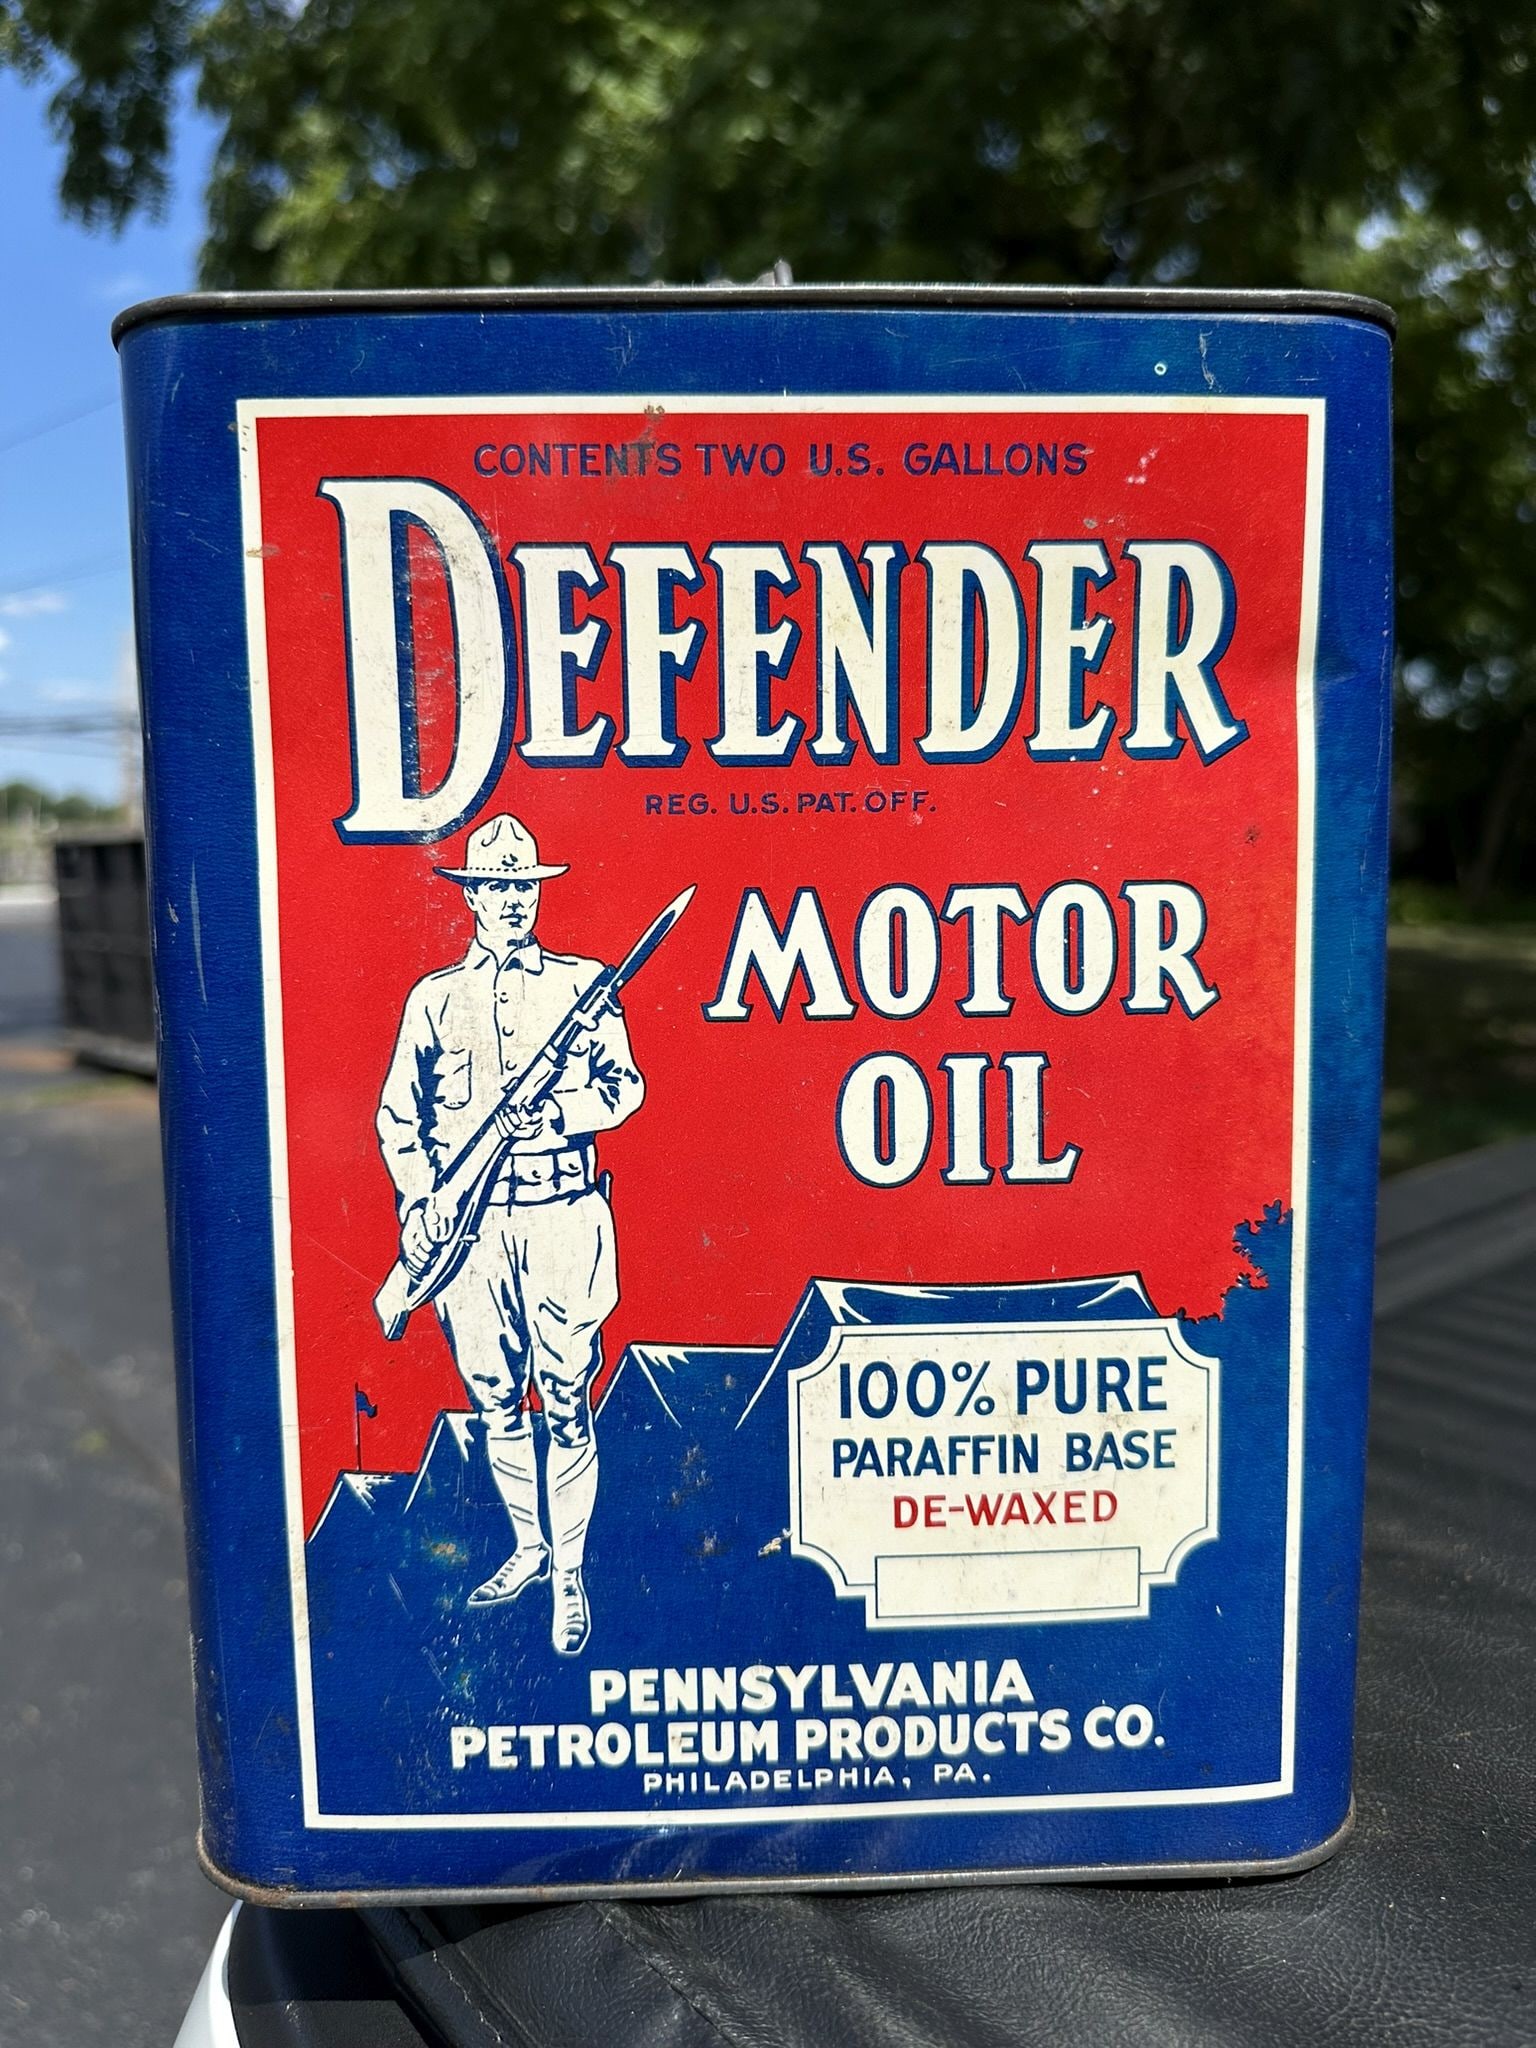 CONTENTS TWO U.S. GALLONS
DEFENDER
REG. U.S. PAT. OFF.
MOTOR
OIL
100% PURE
PARAFFIN BASE
DE-WAXED
PENNSYLVANIA
PETROLEUM PRODUCTS CO.
PHILADELPHIA, PA.